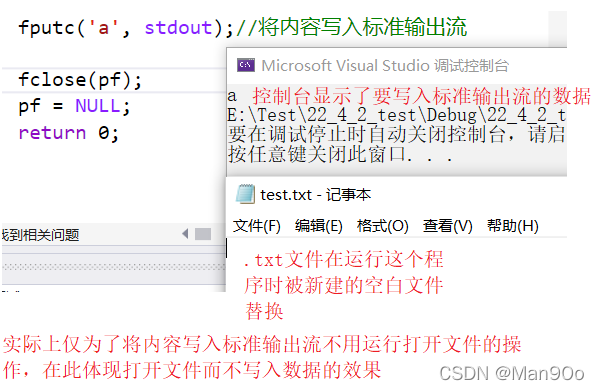 fputc('a', stdout);//将内容写入标准输出流
fclose(pf);
pf = NULL;
return 0;
Microsoft Visual Studio 调试控制台
a 控制台显示了要写入标准输出流的数据
E:\Test\22_4_2_test\Debug\22_4_2_t
要在调试停止时自动关闭控制台，请启
按任意键关闭此窗口. . .
test.txt - 记事本
文件(F) 编辑(E) 格式(O) 查看(V) 帮助(H)
找到相关问题
.txt文件在运行这个程
序时被新建的空白文件
替换
实际上仅为了将内容写入标准输出流不用运行打开文件的操
作，在此体现打开文件而不写入数据的效果
CSDN @Man9Oo